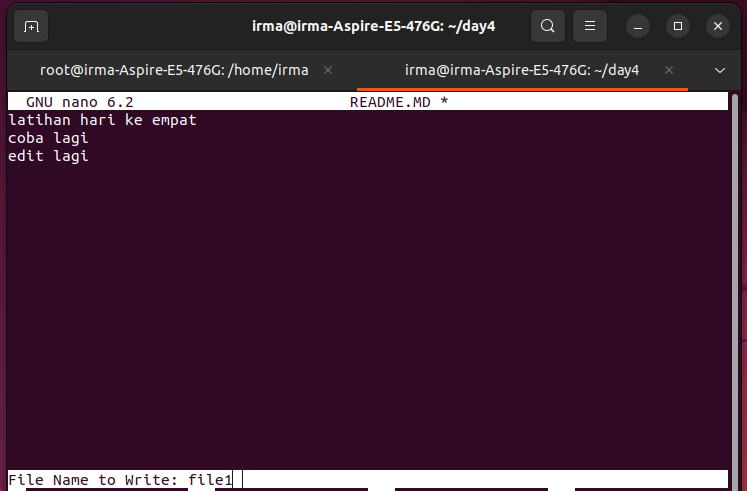 irma@irma-Aspire-E5-476G: ~/day4
root@irma-Aspire-E5-476G: /home/irma
irma@irma-Aspire-E5-476G: ~/day4
GNU nano 6.2 README.MD *
latihan hari ke empat
coba lagi
edit lagi
File Name to Write: file1